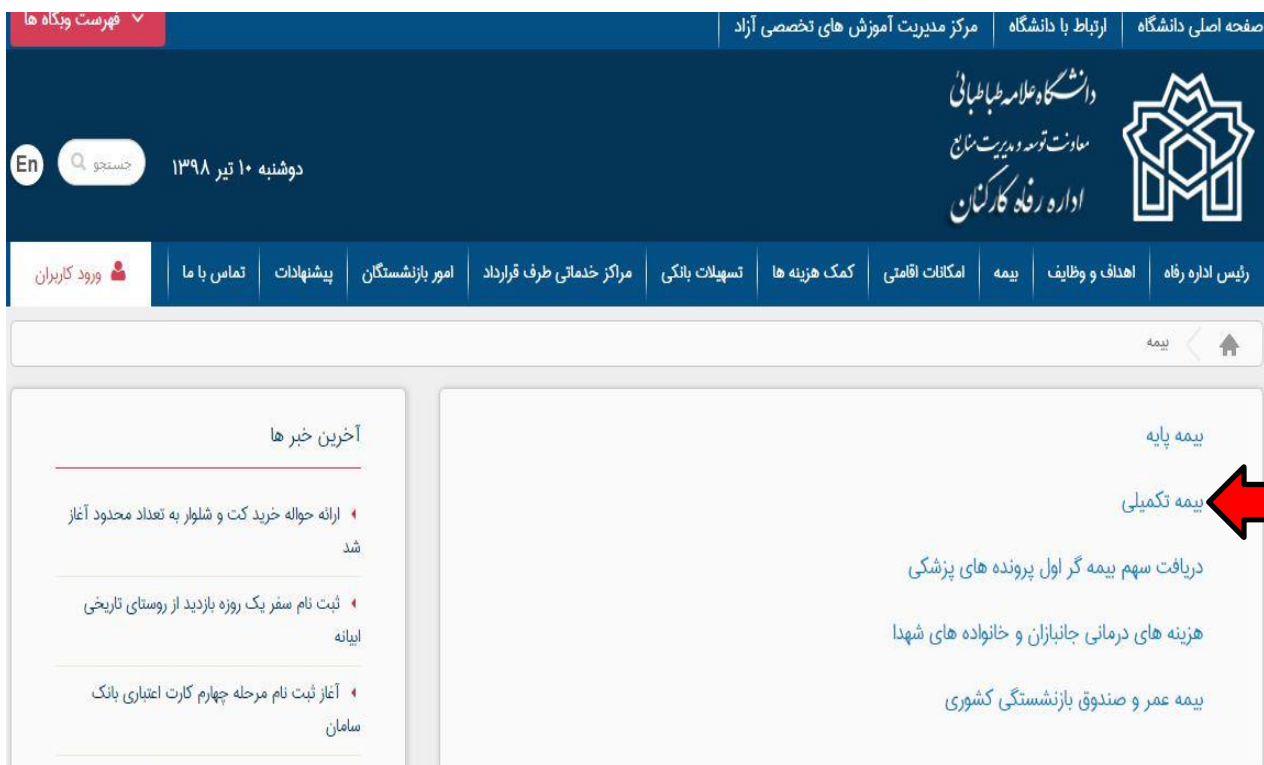 صفحه اصلی دانشگاه
ارتباط با دانشگاه
مرکز مدیریت آموزش های تخصصی آزاد
فهرست وبگاه ها
دانشگاه علامه طباطبائی
معاونت توسعه و مدیریت منابع
اداره رفاه کارکنان
دوشنبه ۱۰ تیر ۱۳۹۸
جستجو
En
رئیس اداره رفاه
اهداف و وظایف
بیمه
امکانات اقامتی
کمک هزینه ها
تسهیلات بانکی
مراکز خدماتی طرف قرارداد
امور بازنشستگان
پیشنهادات
تماس با ما
ورود کاربران
بیمه
بیمه پایه
بیمه تکمیلی
دریافت سهم بیمه گر اول پرونده های پزشکی
هزینه های درمانی جانبازان و خانواده های شهدا
بیمه عمر و صندوق بازنشستگی کشوری
آخرین خبر ها
ارائه حواله خرید کت و شلوار به تعداد محدود آغاز
شد
ثبت نام سفر یک روزه بازدید از روستای تاریخی
ابیانه
آغاز ثبت نام مرحله چهارم کارت اعتباری بانک
سامان